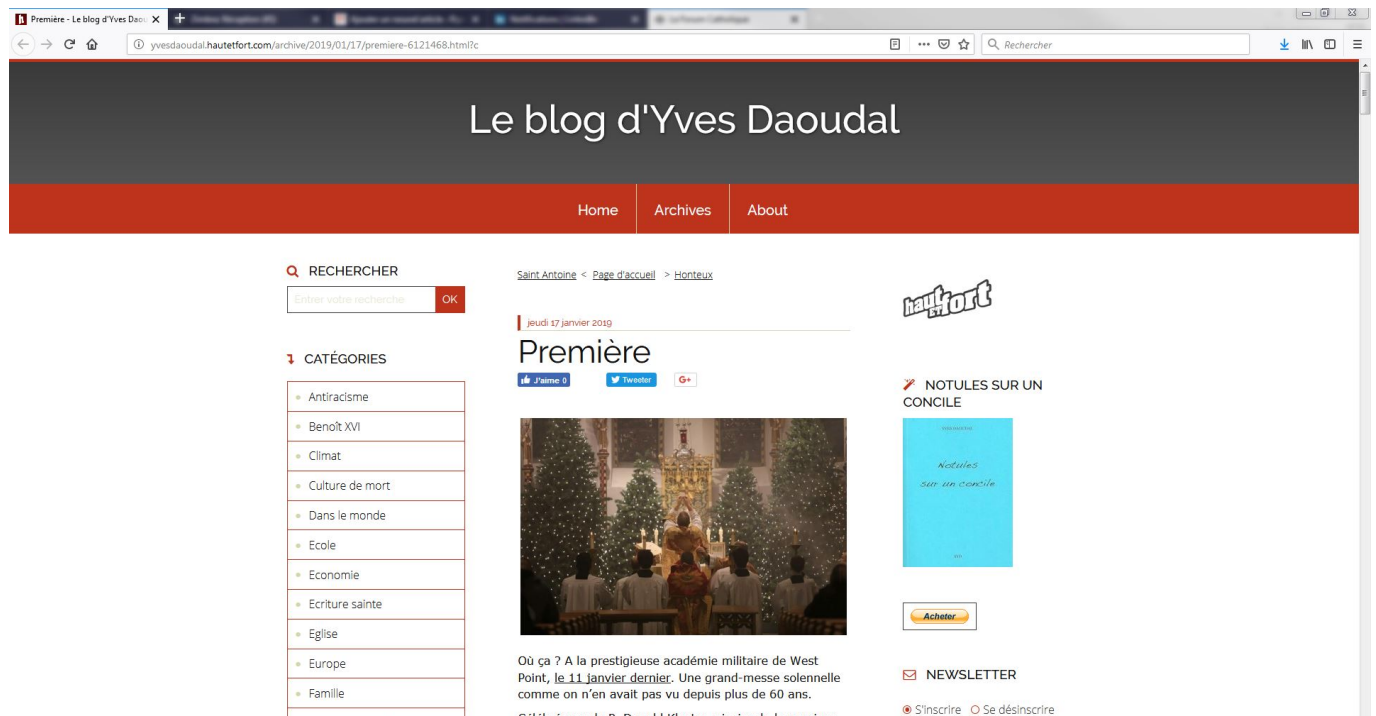 Première - Le blog d'Yves Daou
yvesdaoudal.hautetfort.com/archive/2019/01/17/premiere-6121468.html?c
Rechercher
Le blog d'Yves Daoudal
Home
Archives
About
RECHERCHER
Entrer votre recherche
OK
CATÉGORIES
Antiracisme
Benoît XVI
Climat
Culture de mort
Dans le monde
Ecole
Economie
Ecriture sainte
Eglise
Europe
Famille
Saint Antoine < Page d'accueil > Honteux
jeudi 17 janvier 2019
Première
J'aime 0
Tweeter
G+
Où ça ? A la prestigieuse académie militaire de West
Point, le 11 janvier dernier. Une grand-messe solennelle
comme on n'en avait pas vu depuis plus de 60 ans.
haut ET fort
NOTULES SUR UN
CONCILE
Notules
sur un concile
Acheter
NEWSLETTER
S'inscrire Se désinscrire